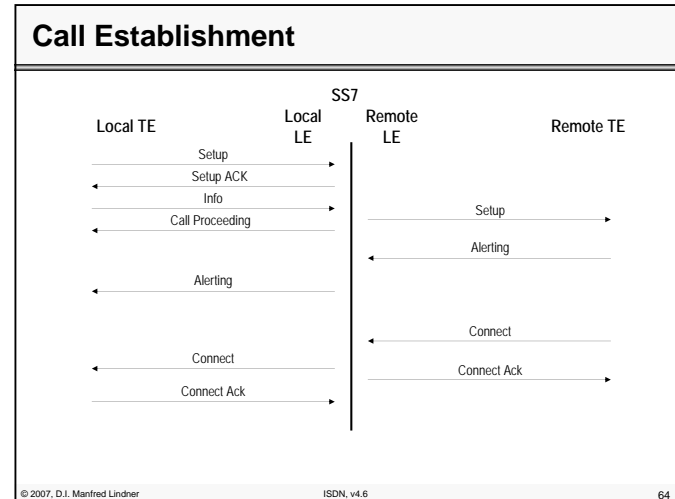 Call Establishment
SS7
Local TE
Local
LE
Remote
LE
Remote TE
Setup
Setup ACK
Info
Setup
Call Proceeding
Alerting
Alerting
Connect
Connect
Connect Ack
Connect Ack
© 2007, D.I. Manfred Lindner
ISDN, v4.6
64